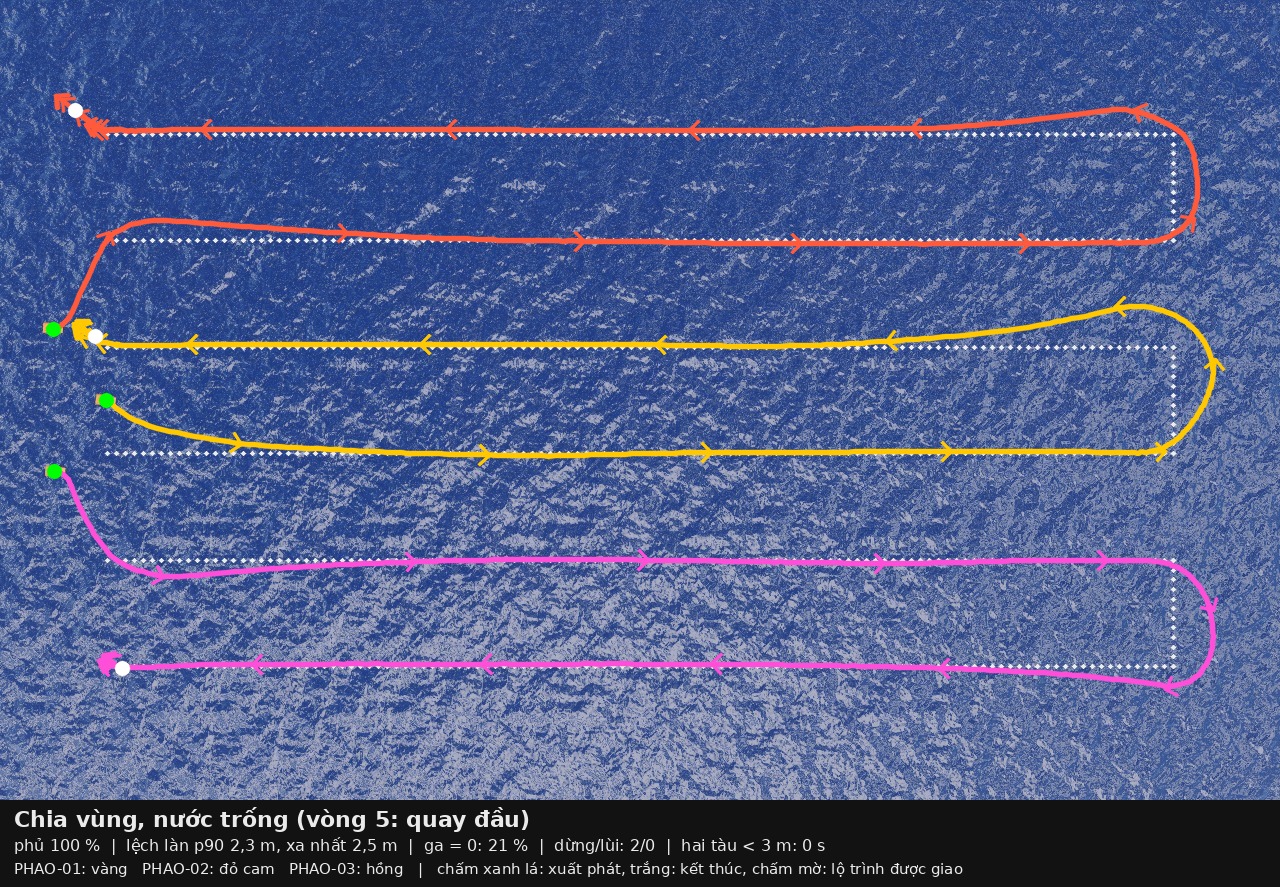 Chia vùng, nước trống (vòng 5: quay đầu)
phủ 100 % | lệch làn p90 2,3 m, xa nhất 2,5 m | ga = 0: 21 % | dừng/lùi: 2/0 | hai tàu < 3 m: 0 s
PHAO-01: vàng PHAO-02: đỏ cam PHAO-03: hồng | chấm xanh lá: xuất phát, trắng: kết thúc, chấm mờ: lộ trình được giao